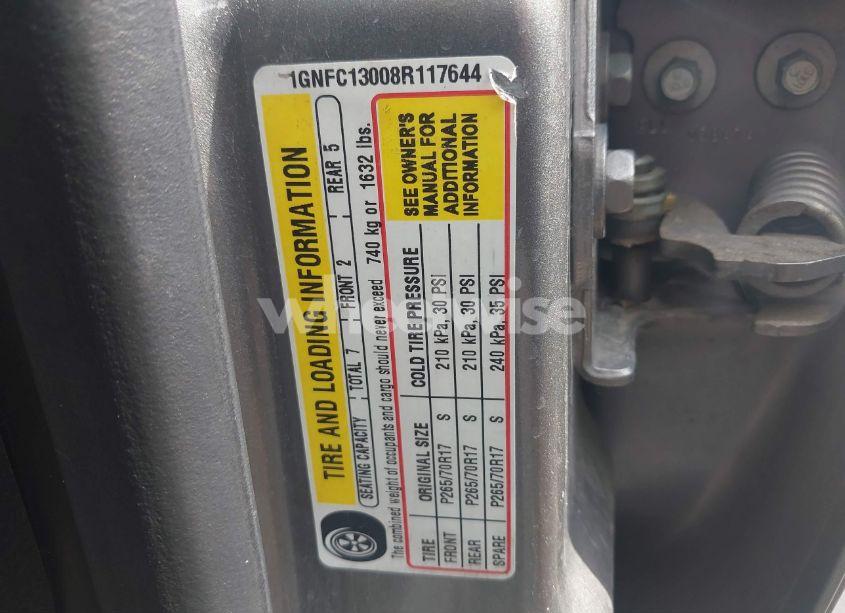 1GNFC13008R117644
TIRE AND LOADING INFORMATION
SEATING CAPACITY TOTAL 7 FRONT 2 REAR 5
The combined weight of occupants and cargo should never exceed 740 kg or 1632 lbs.
TIRE ORIGINAL SIZE COLD TIRE PRESSURE
FRONT P265/70R17 S 210 kPa, 30 PSI
REAR P265/70R17 S 210 kPa, 30 PSI
SPARE P265/70R17 S 240 kPa, 35 PSI
SEE OWNER'S
MANUAL FOR
ADDITIONAL
INFORMATION